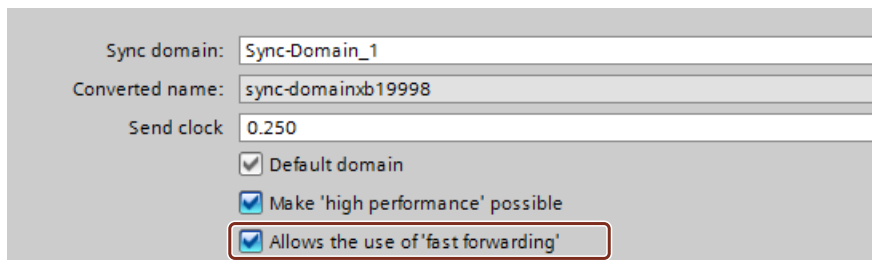 Sync domain: Sync-Domain_1
Converted name: sync-domainxb19998
Send clock 0.250
Default domain
Make 'high performance' possible
Allows the use of 'fast forwarding'